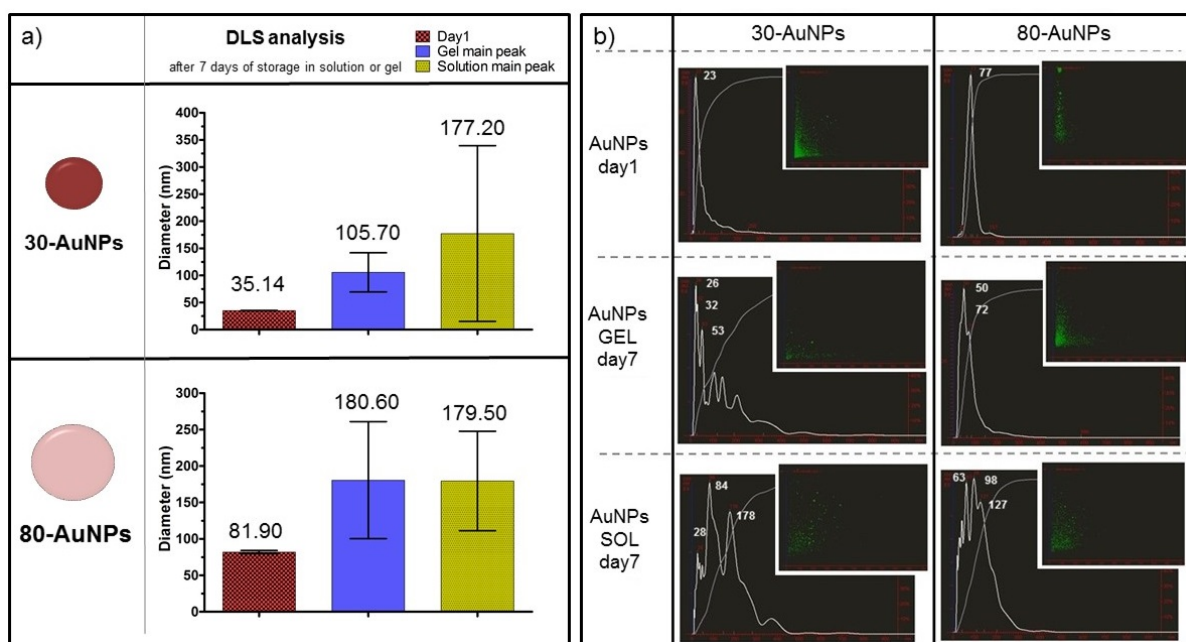 a)
DLS analysis
after 7 days of storage in solution or gel
Day1
Gel main peak
Solution main peak
30-AuNPs
Diameter (nm)
400
350
300
250
200
150
100
50
0
35.14
105.70
177.20
80-AuNPs
Diameter (nm)
300
250
200
150
100
50
0
81.90
180.60
179.50
b)
30-AuNPs
80-AuNPs
AuNPs
day1
23
77
AuNPs
GEL
day7
26
32
53
50
72
AuNPs
SOL
day7
28
84
178
63
98
127